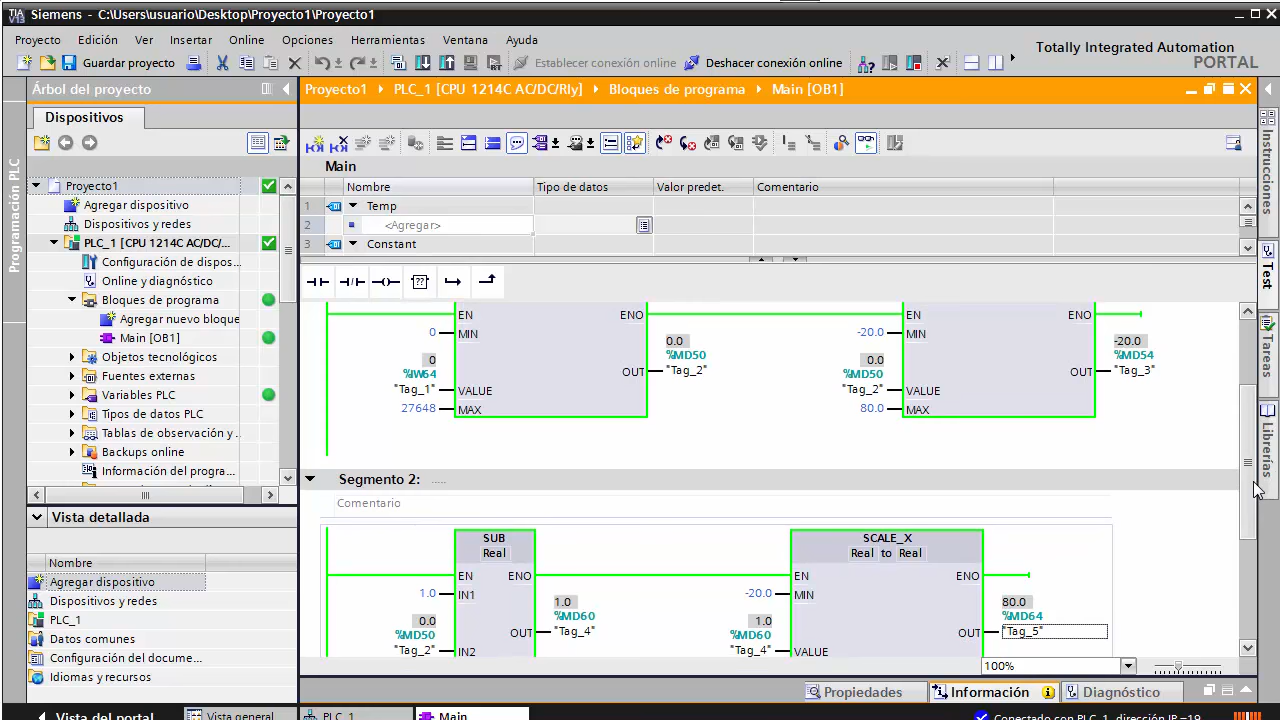 TIA
V13
Siemens - C:\Users\usuario\Desktop\Proyecto1\Proyecto1
Proyecto Edición Ver Insertar Online Opciones Herramientas Ventana Ayuda
Totally Integrated Automation
PORTAL
Guardar proyecto
Establecer conexión online
Deshacer conexión online
Árbol del proyecto
Proyecto1 PLC_1 [CPU 1214C AC/DC/Rly] Bloques de programa Main [OB1]
Programación PLC
Dispositivos
Proyecto1
Agregar dispositivo
Dispositivos y redes
PLC_1 [CPU 1214C AC/DC/...
Configuración de dispos...
Online y diagnóstico
Bloques de programa
Agregar nuevo bloque
Main [OB1]
Objetos tecnológicos
Fuentes externas
Variables PLC
Tipos de datos PLC
Tablas de observación y ...
Backups online
Información del progra...
Vista detallada
Nombre
Agregar dispositivo
Dispositivos y redes
PLC_1
Datos comunes
Configuración del docume...
Idiomas y recursos
Main
Nombre Tipo de datos Valor predet. Comentario
1 Temp
2 <Agregar>
3 Constant
??
EN ENO
0 MIN
0
%IW64
"Tag_1" VALUE
27648 MAX
OUT
0.0
%MD50
"Tag_2"
EN ENO
-20.0 MIN
0.0
%MD50
"Tag_2" VALUE
80.0 MAX
OUT
-20.0
%MD54
"Tag_3"
Segmento 2: .....
Comentario
SUB
Real
EN ENO
1.0 IN1
0.0
%MD50
"Tag_2" IN2
OUT
1.0
%MD60
"Tag_4"
SCALE_X
Real to Real
EN ENO
-20.0 MIN
1.0
%MD60
"Tag_4" VALUE
OUT
80.0
%MD64
"Tag_5"
100%
Instrucciones
Test
Tareas
Librerías
Propiedades
Información
Diagnóstico
Vista del portal
Vista general
PLC_1
Main
Conectado con PLC_1, dirección IP =19...